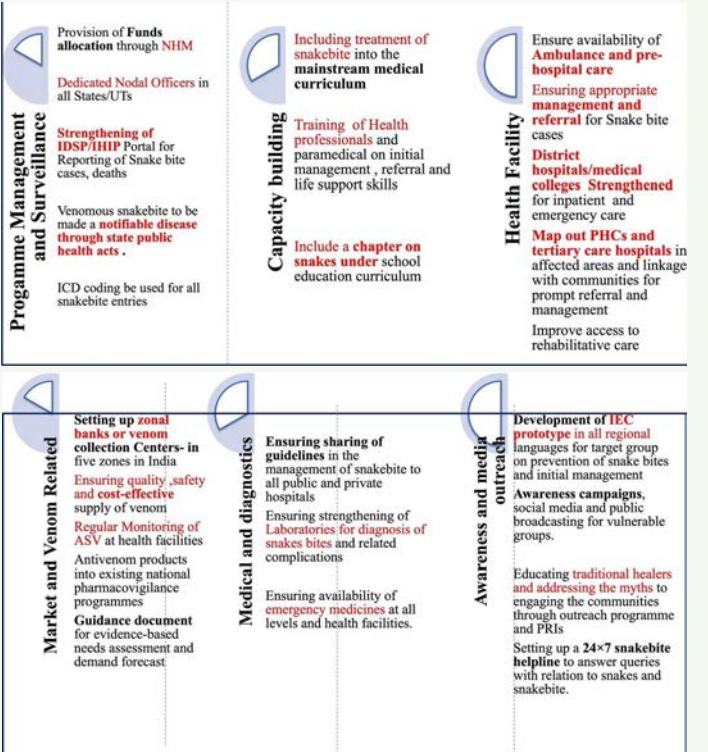 Progamme Management
and Surveillance
Provision of Funds
allocation through NHM
Dedicated Nodal Officers in
all States/UTs
Strengthening of
IDSP/IHIP Portal for
Reporting of Snake bite
cases, deaths
Venomous snakebite to be
made a notifiable disease
through state public
health acts .
ICD coding be used for all
snakebite entries
Capacity building
Including treatment of
snakebite into the
mainstream medical
curriculum
Training of Health
professionals and
paramedical on initial
management , referral and
life support skills
Include a chapter on
snakes under school
education curriculum
Health Facility
Ensure availability of
Ambulance and pre-
hospital care
Ensuring appropriate
management and
referral for Snake bite
cases
District
hospitals/medical
colleges Strengthened
for inpatient and
emergency care
Map out PHCs and
tertiary care hospitals in
affected areas and linkage
with communities for
prompt referral and
management
Improve access to
rehabilitative care
Market and Venom Related
Setting up zonal
banks or venom
collection Centers- in
five zones in India
Ensuring quality ,safety
and cost-effective
supply of venom
Regular Monitoring of
ASV at health facilities
Antivenom products
into existing national
pharmacovigilance
programmes
Guidance document
for evidence-based
needs assessment and
demand forecast
Medical and diagnostics
Ensuring sharing of
guidelines in the
management of snakebite to
all public and private
hospitals
Ensuring strengthening of
Laboratories for diagnosis of
snakes bites and related
complications
Ensuring availability of
emergency medicines at all
levels and health facilities.
Awareness and media
outreach
Development of IEC
prototype in all regional
languages for target group
on prevention of snake bites
and initial management
Awareness campaigns,
social media and public
broadcasting for vulnerable
groups.
Educating traditional healers
and addressing the myths to
engaging the communities
through outreach programme
and PRIs
Setting up a 24×7 snakebite
helpline to answer queries
with relation to snakes and
snakebite.